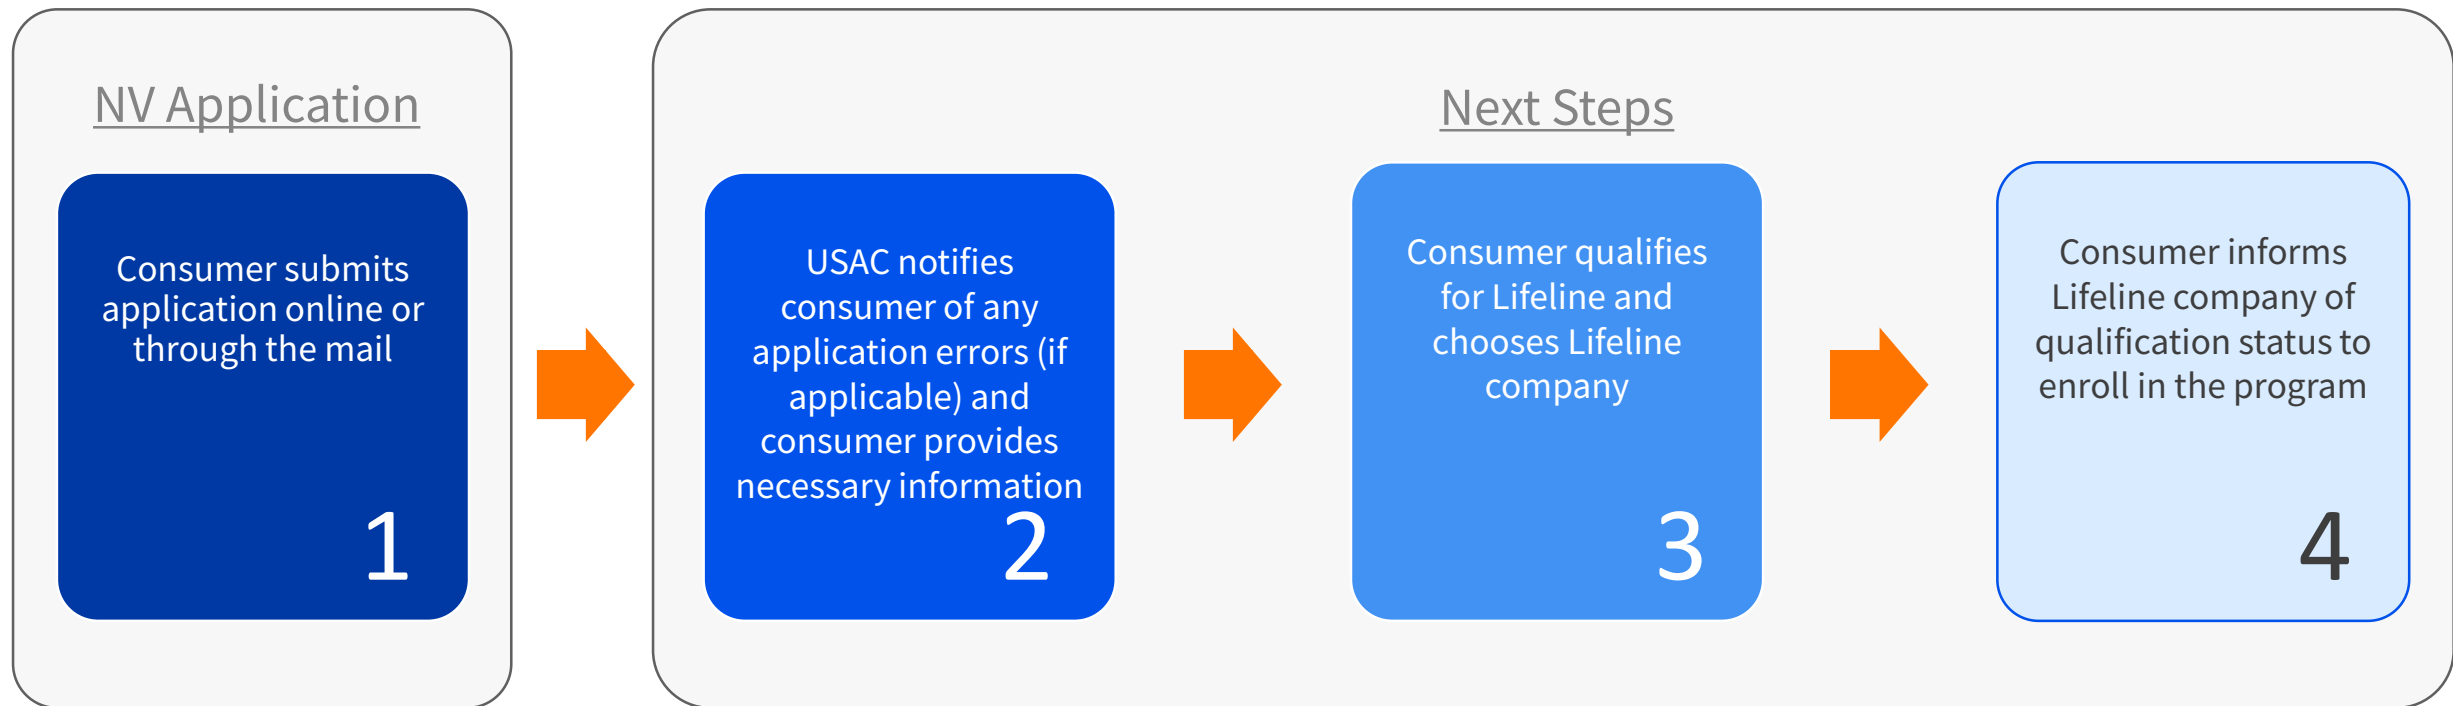 NV Application
Consumer submits
application online or
through the mail
1
Next Steps
USAC notifies
consumer of any
application errors (if
applicable) and
consumer provides
necessary information
2
Consumer qualifies
for Lifeline and
chooses Lifeline
company
3
Consumer informs
Lifeline company of
qualification status to
enroll in the program
4